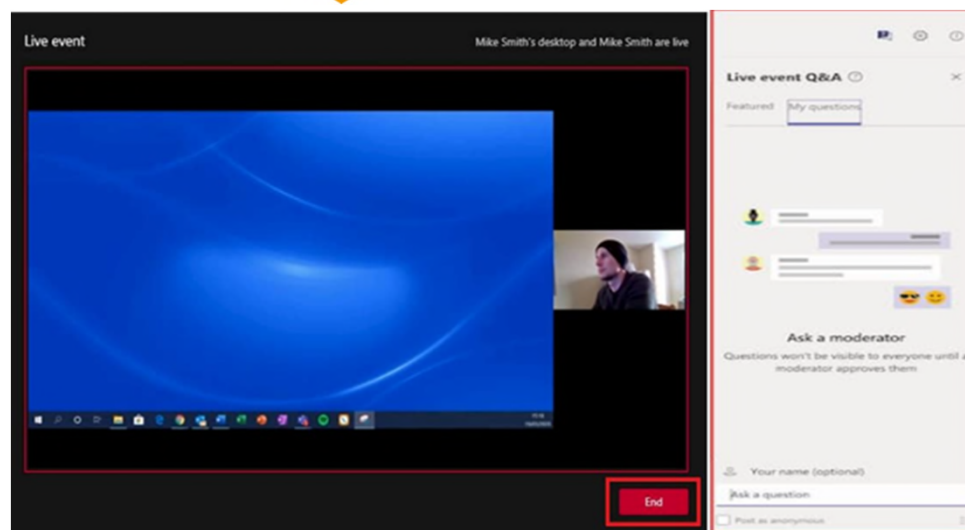 Live event
Mike Smith's desktop and Mike Smith are live
End
Live event Q&A
Featured
My questions
Ask a moderator
Questions won't be visible to everyone until a
moderator approves them
Your name (optional)
Ask a question
Post as anonymous